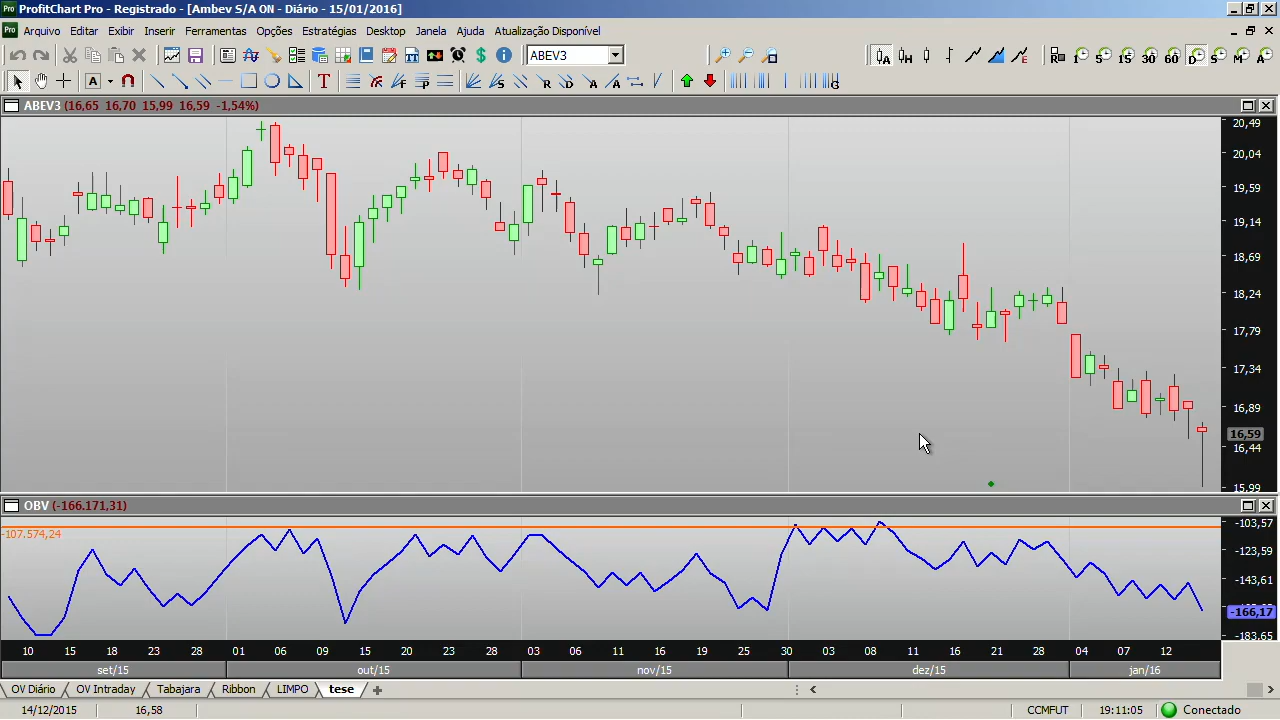 ProfitChart Pro - Registrado - [Ambev S/A ON - Diário - 15/01/2016]
Arquivo Editar Exibir Inserir Ferramentas Opções Estratégias Desktop Janela Ajuda Atualização Disponível
ABEV3
1 5 15 30 60 D S M A
ABEV3 (16,65 16,70 15,99 16,59 -1,54%)
20,49
20,04
19,59
19,14
18,69
18,24
17,79
17,34
16,89
16,59
16,44
15,99
OBV (-166.171,31)
-107.574,24
-103,57
-123,59
-143,61
-166,17
-183,65
10 15 18 23 28 01 06 09 15 20 23 28 03 06 11 16 19 25 30 03 08 11 16 21 28 04 07 12
set/15 out/15 nov/15 dez/15 jan/16
OV Diário OV Intraday Tabajara Ribbon LIMPO tese
14/12/2015 16,58 CCMFUT 19:11:05 Conectado